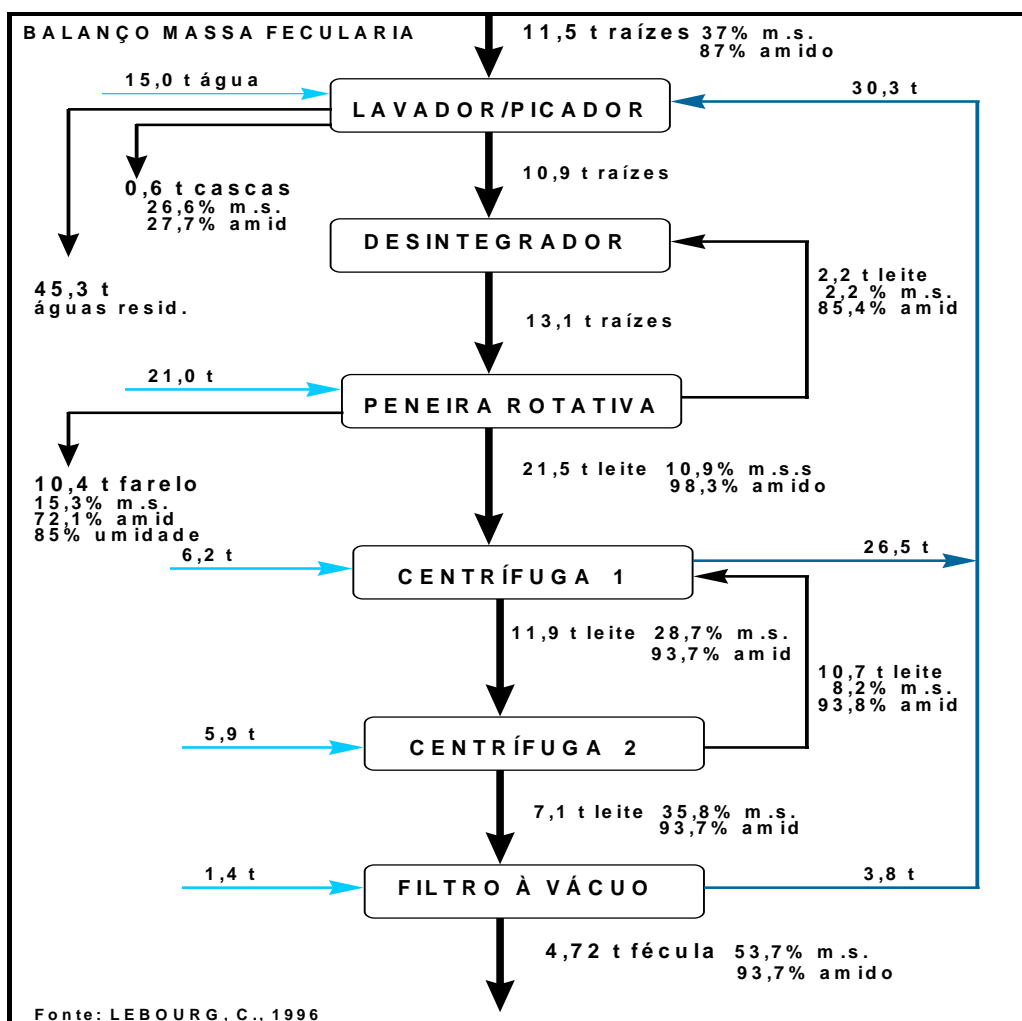 BALANÇO MASSA FECULARIA
11,5 t raízes 37% m.s.
87% amido
15,0 t água
30,3 t
LAVADOR/PICADOR
10,9 t raízes
0,6 t cascas
26,6% m.s.
27,7% amid
DESINTEGRADOR
45,3 t
águas resid.
2,2 t leite
2,2 % m.s.
85,4% amid
13,1 t raízes
21,0 t
PENEIRA ROTATIVA
21,5 t leite 10,9% m.s.s
98,3% amido
10,4 t farelo
15,3% m.s.
72,1% amid
85% umidade
6,2 t
26,5 t
CENTRÍFUGA 1
11,9 t leite 28,7% m.s.
93,7% amid
10,7 t leite
8,2% m.s.
93,8% amid
5,9 t
CENTRÍFUGA 2
7,1 t leite 35,8% m.s.
93,7% amid
1,4 t
3,8 t
FILTRO À VÁCUO
4,72 t fécula 53,7% m.s.
93,7% amido
Fonte: LEBOURG, C., 1996